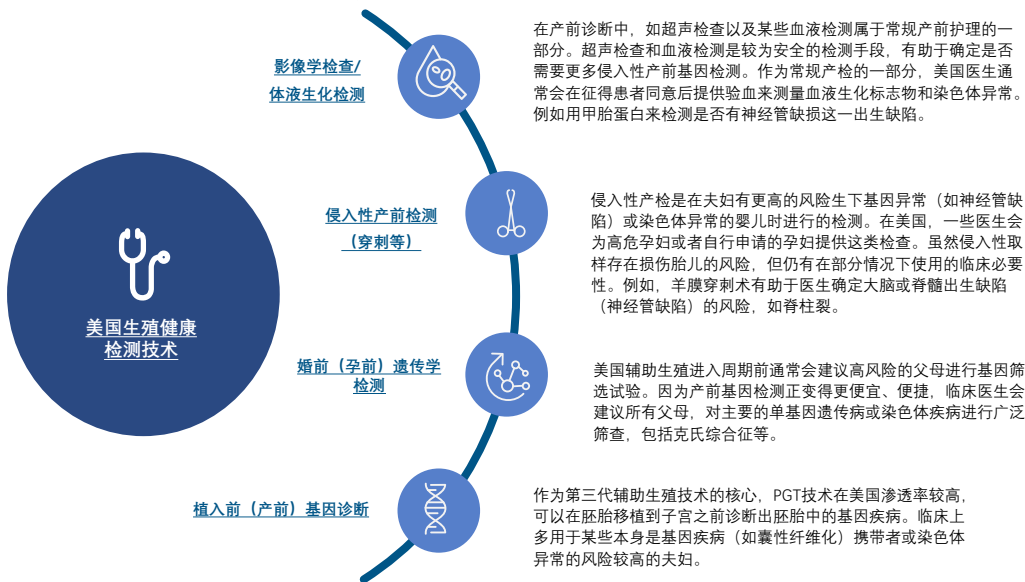 美国生殖健康
检测技术
影像学检查/
体液生化检测
在产前诊断中，如超声检查以及某些血液检测属于常规产前护理的一
部分。超声检查和血液检测是较为安全的检测手段，有助于确定是否
需要更多侵入性产前基因检测。作为常规产检的一部分，美国医生通
常会在征得患者同意后提供验血来测量血液生化标志物和染色体异常。
例如用甲胎蛋白来检测是否有神经管缺损这一出生缺陷。
侵入性产前检测
（穿刺等）
侵入性产检是在夫妇有更高的风险生下基因异常（如神经管缺
陷）或染色体异常的婴儿时进行的检测。在美国，一些医生会
为高危孕妇或者自行申请的孕妇提供这类检查。虽然侵入性取
样存在损伤胎儿的风险，但仍有在部分情况下使用的临床必要
性。例如，羊膜穿刺术有助于医生确定大脑或脊髓出生缺陷
（神经管缺陷）的风险，如脊柱裂。
婚前（孕前）遗传学
检测
美国辅助生殖进入周期前通常会建议高风险的父母进行基因筛
选试验。因为产前基因检测正变得更便宜、便捷，临床医生会
建议所有父母，对主要的单基因遗传病或染色体疾病进行广泛
筛查，包括克氏综合征等。
植入前（产前）基因诊断
作为第三代辅助生殖技术的核心，PGT技术在美国渗透率较高，
可以在胚胎移植到子宫之前诊断出胚胎中的基因疾病。临床上
多用于某些本身是基因疾病（如囊性纤维化）携带者或染色体
异常的风险较高的夫妇。